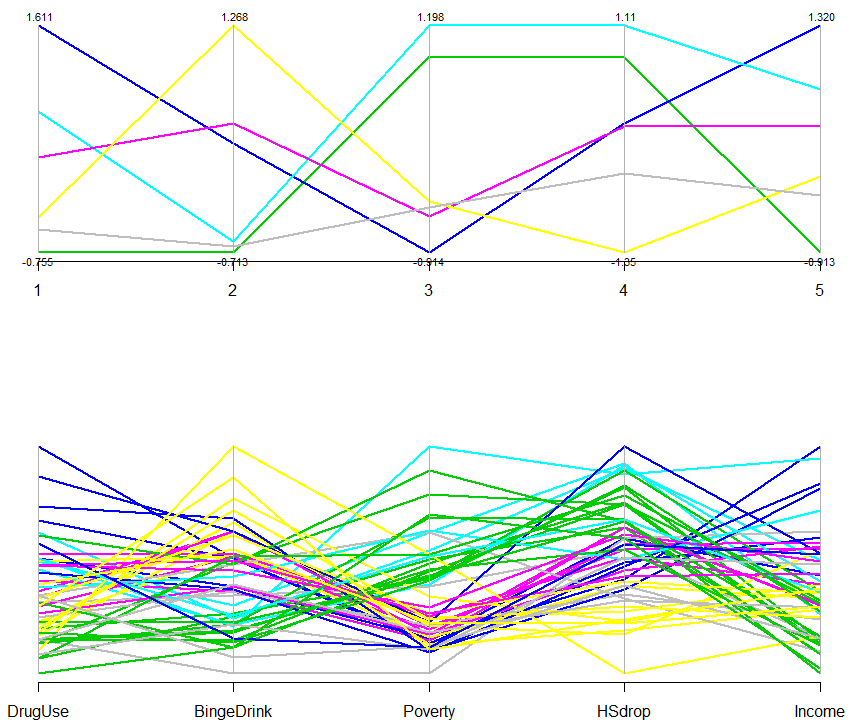 1.611 1.268 1.198 1.11 1.320
-0.755 -0.713 -0.914 -1.35 -0.913
1 2 3 4 5
DrugUse BingeDrink Poverty HSdrop Income